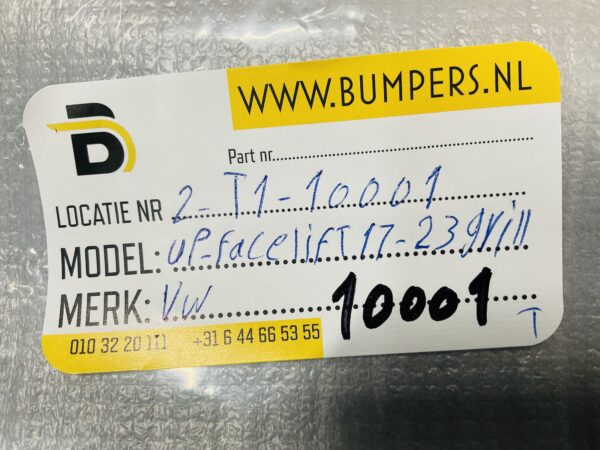 WWW.BUMPERS.NL
B
Part nr.
LOCATIE NR 2-T1-10001
MODEL: UP-facelift 17-23 grill
MERK: VW
10001
T
010 32 20 111 +31 6 44 66 53 55